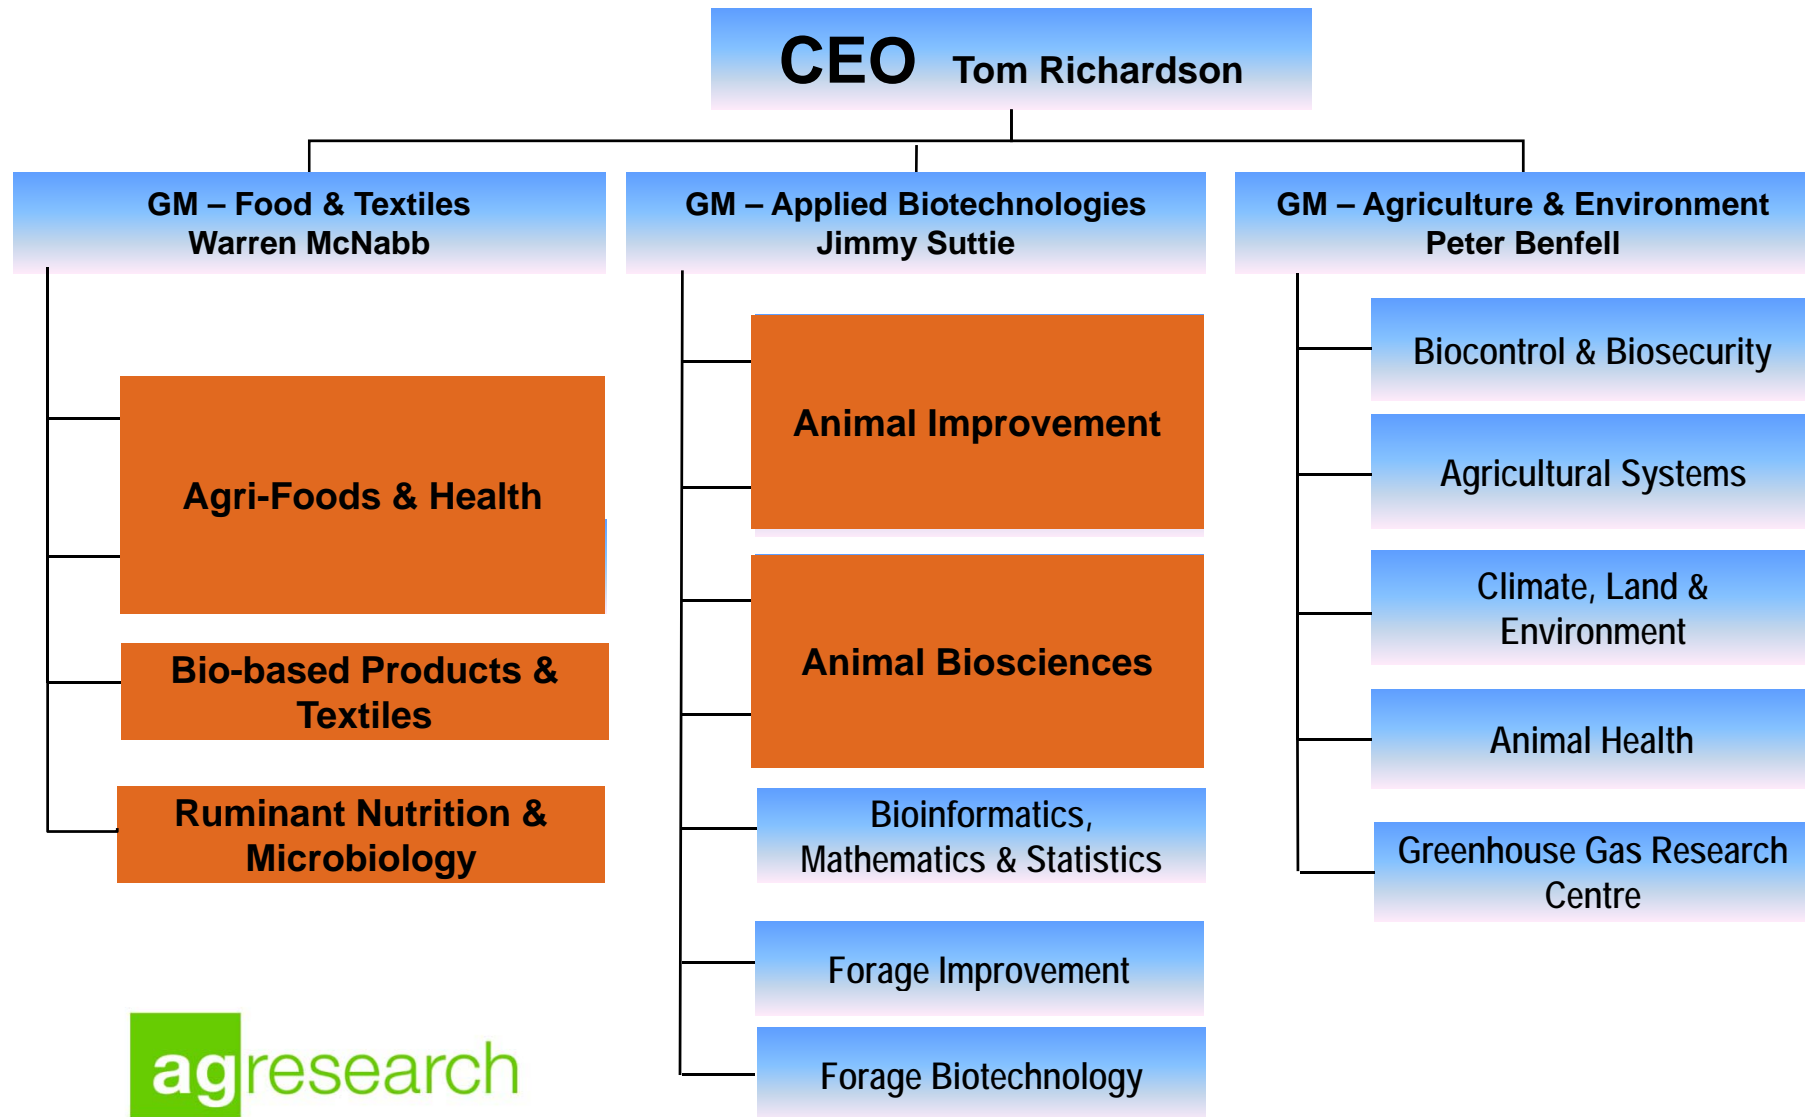 CEO Tom Richardson
GM – Food & Textiles
Warren McNabb
GM – Applied Biotechnologies
Jimmy Suttie
GM – Agriculture & Environment
Peter Benfell
Agri-Foods & Health
Bio-based Products &
Textiles
Ruminant Nutrition &
Microbiology
Animal Improvement
Animal Biosciences
Bioinformatics,
Mathematics & Statistics
Forage Improvement
Forage Biotechnology
Biocontrol & Biosecurity
Agricultural Systems
Climate, Land &
Environment
Animal Health
Greenhouse Gas Research
Centre
agresearch